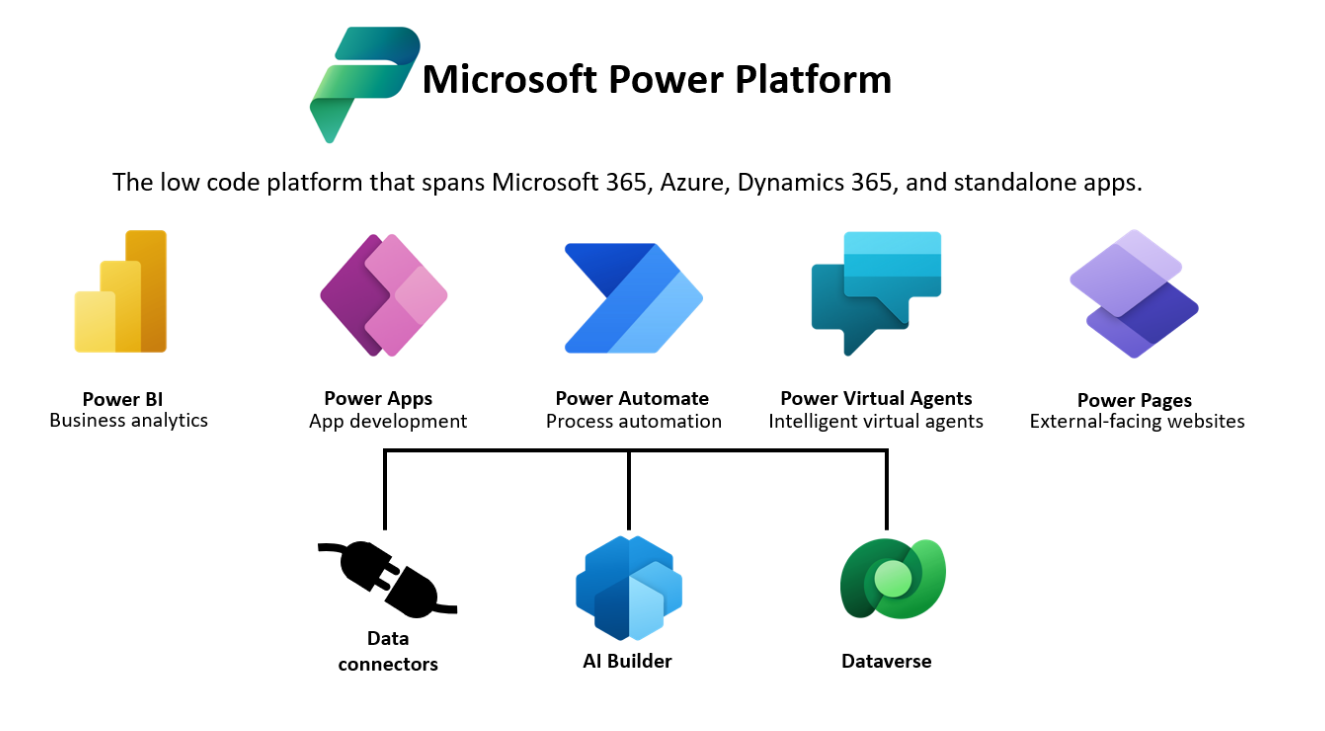 Microsoft Power Platform
The low code platform that spans Microsoft 365, Azure, Dynamics 365, and standalone apps.
Power BI
Business analytics
Power Apps
App development
Power Automate
Process automation
Power Virtual Agents
Intelligent virtual agents
Power Pages
External-facing websites
Data
connectors
AI Builder
Dataverse